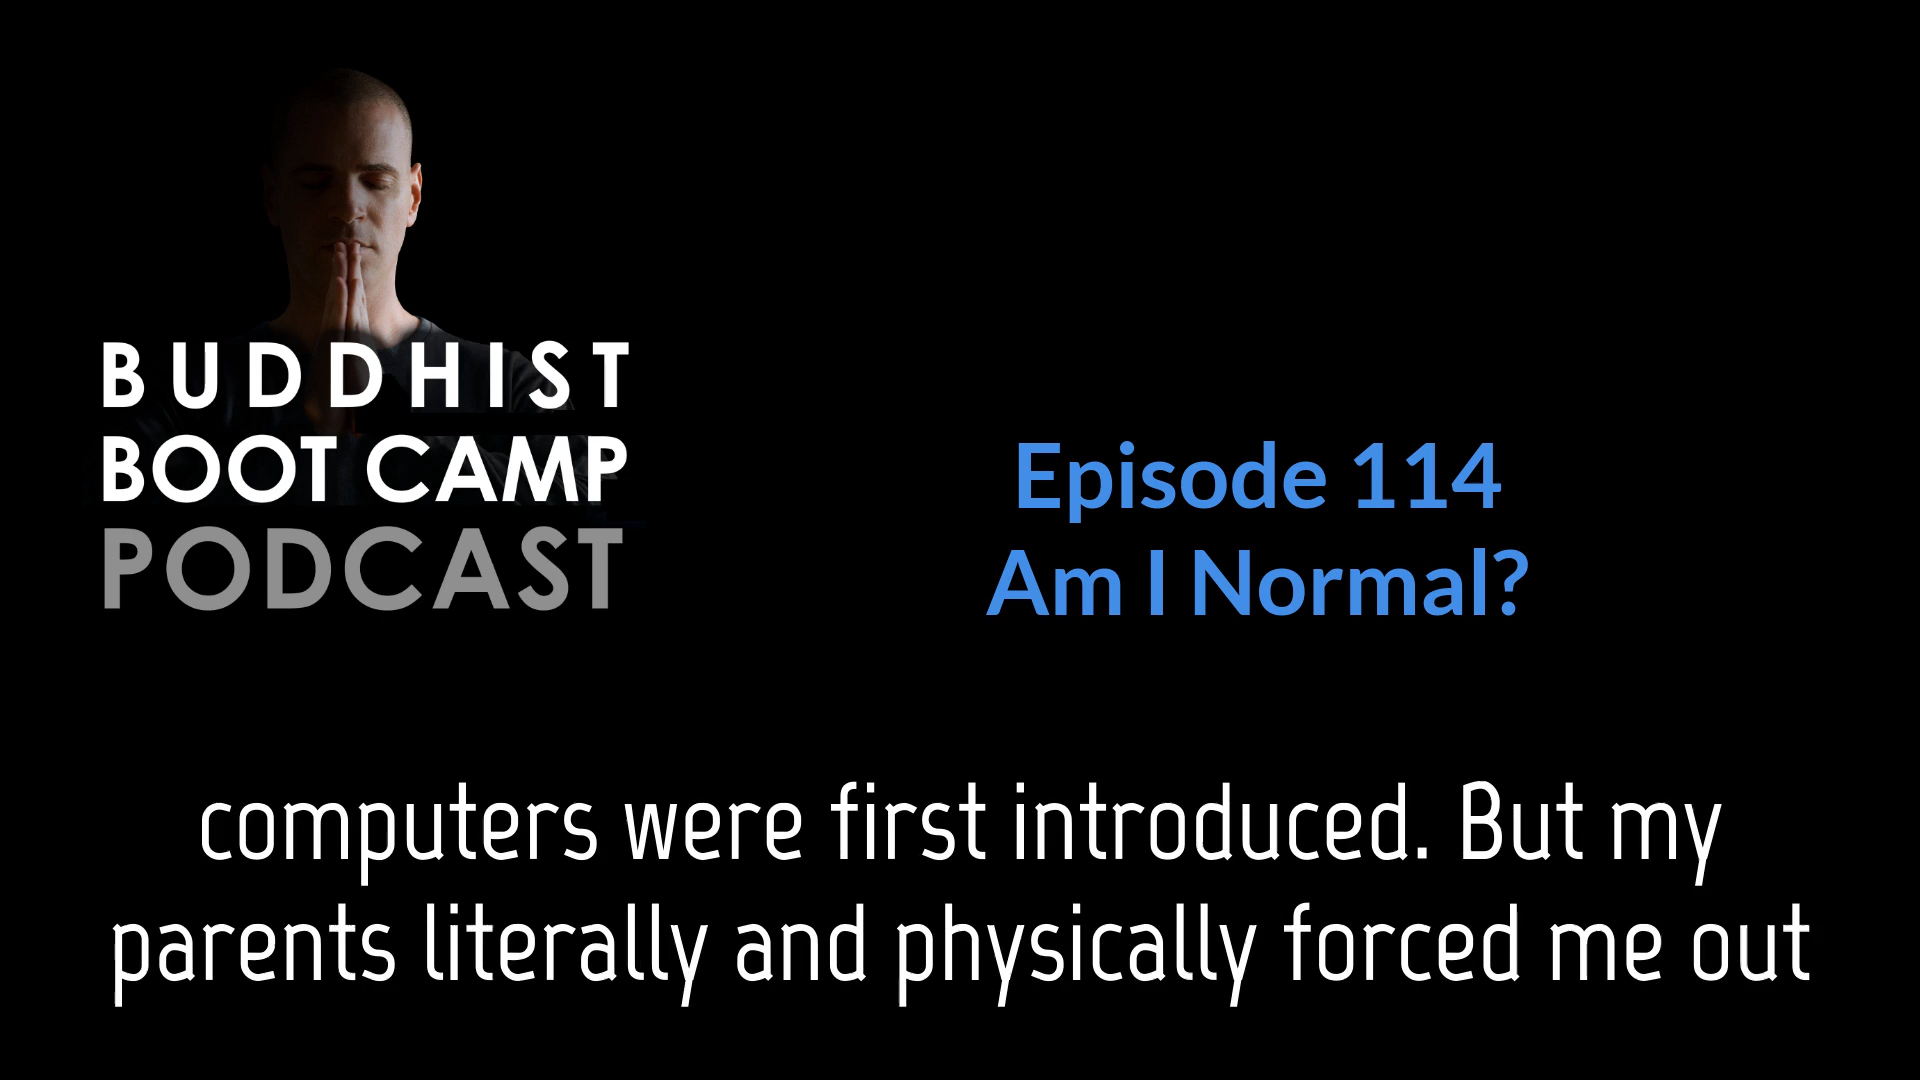 BUDDHIST
BOOT CAMP
PODCAST
Episode 114
Am I Normal?
computers were first introduced. But my
parents literally and physically forced me out